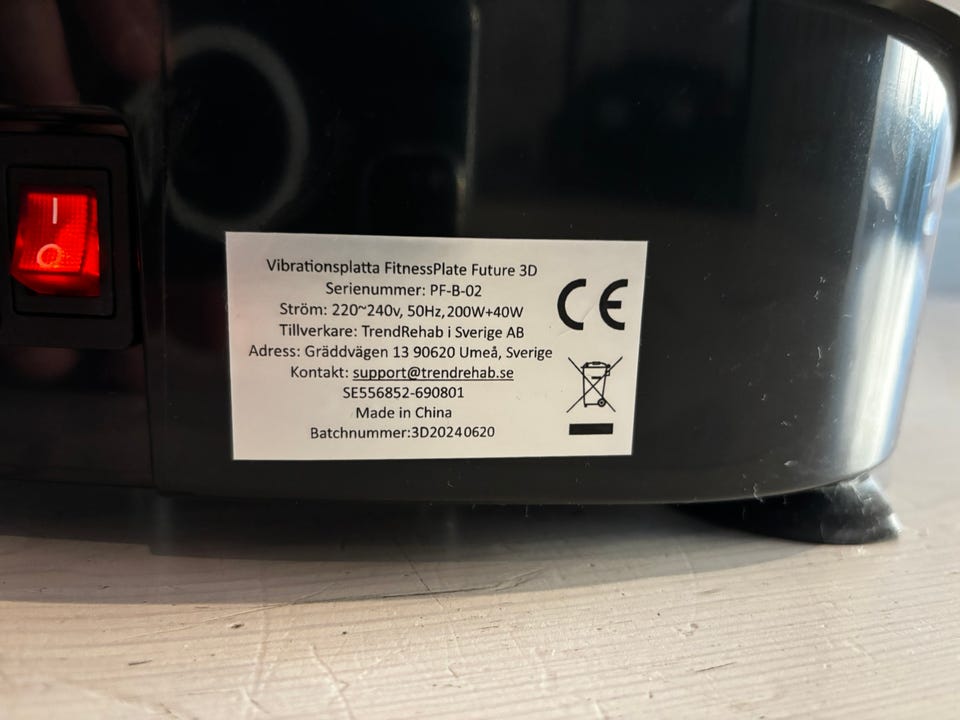 Vibrationsplatta FitnessPlate Future 3D
Serienummer: PF-B-02
Ström: 220~240v, 50Hz, 200W+40W
Tillverkare: TrendRehab i Sverige AB
Adress: Gräddvägen 13 90620 Umeå, Sverige
Kontakt: support@trendrehab.se
SE556852-690801
Made in China
Batchnummer:3D20240620
CE
I
O